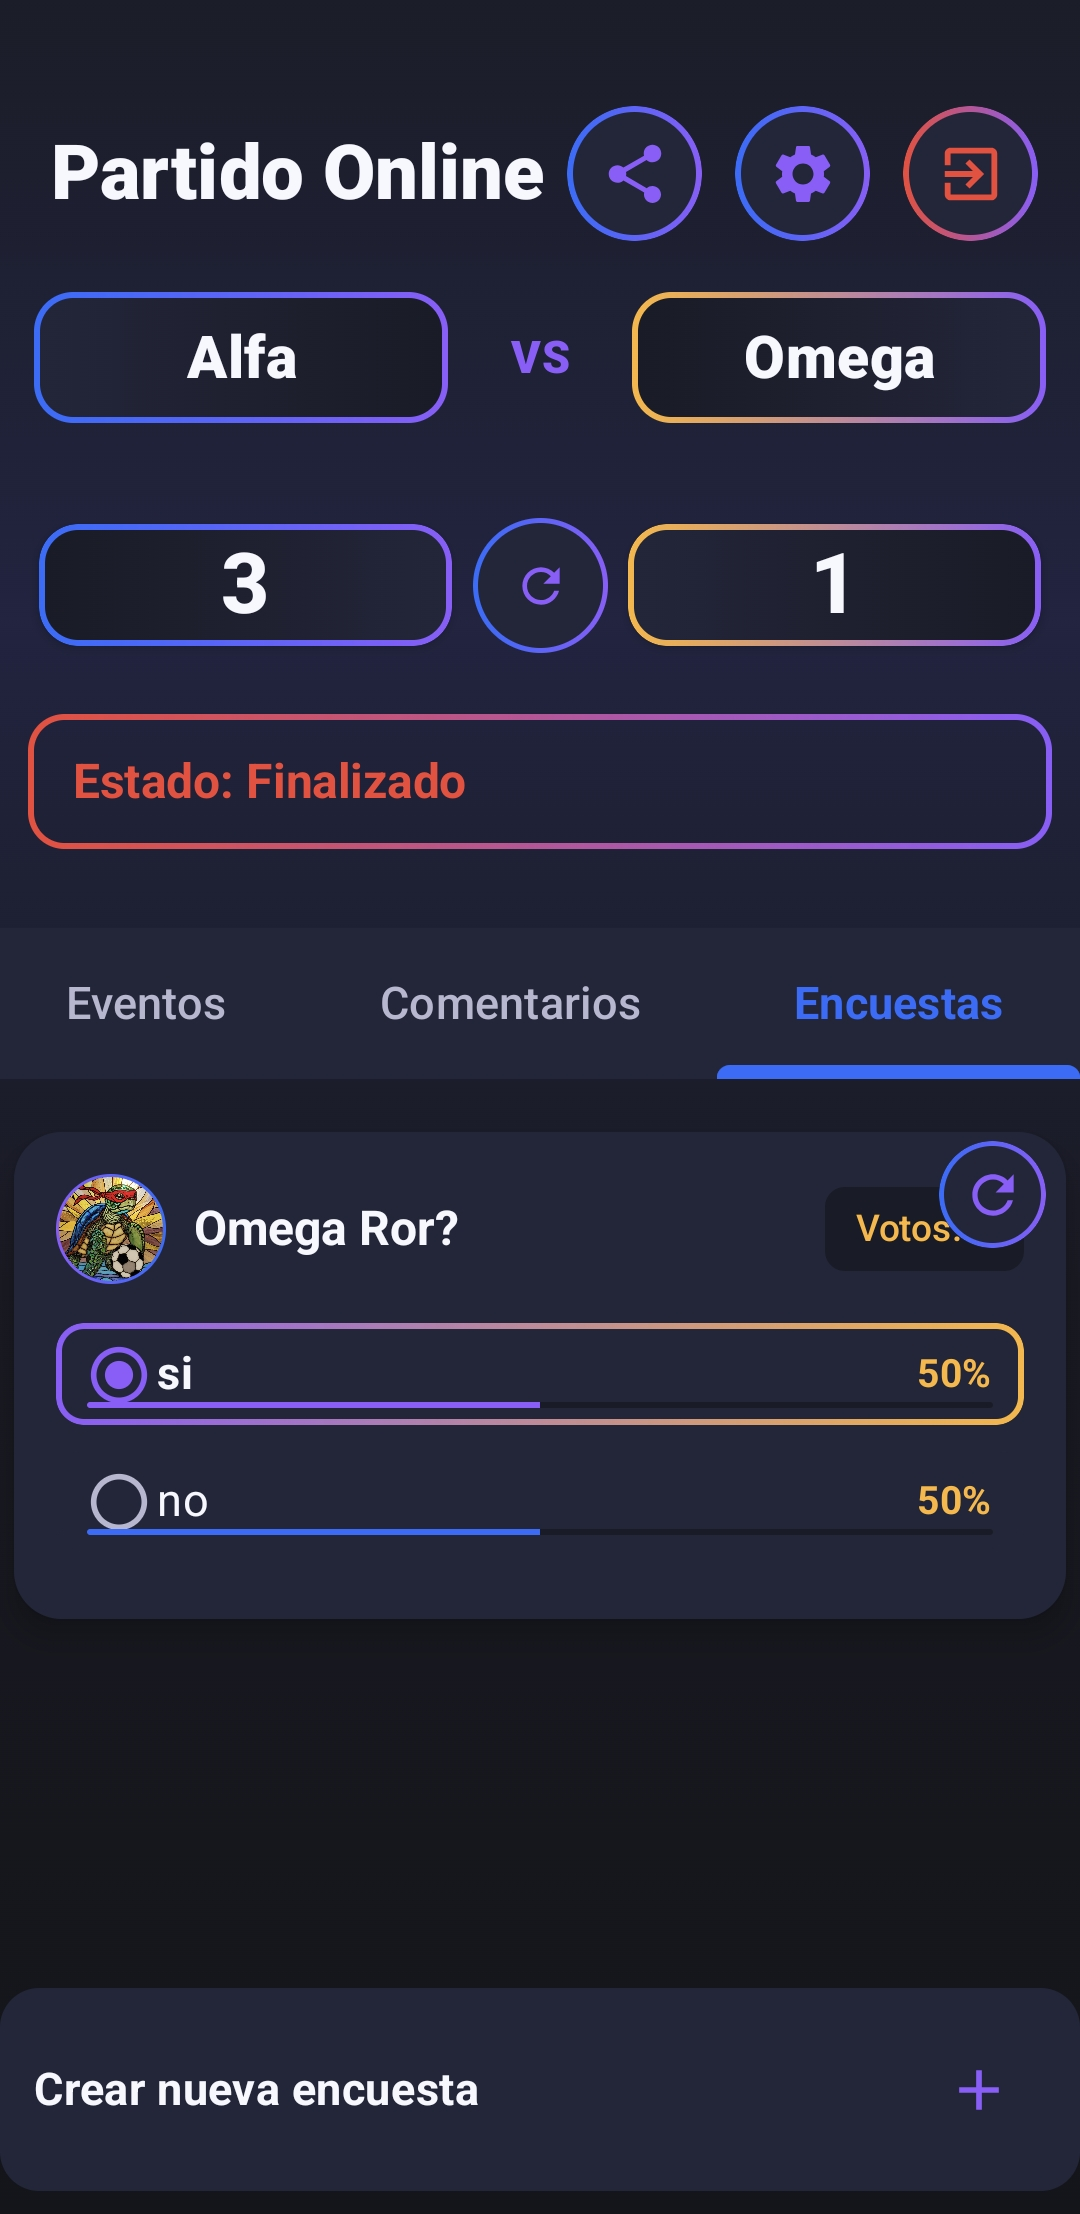 Partido Online
Alfa
vs
Omega
3
1
Estado: Finalizado
Eventos
Comentarios
Encuestas
Omega Ror?
Votos:
si
50%
no
50%
Crear nueva encuesta